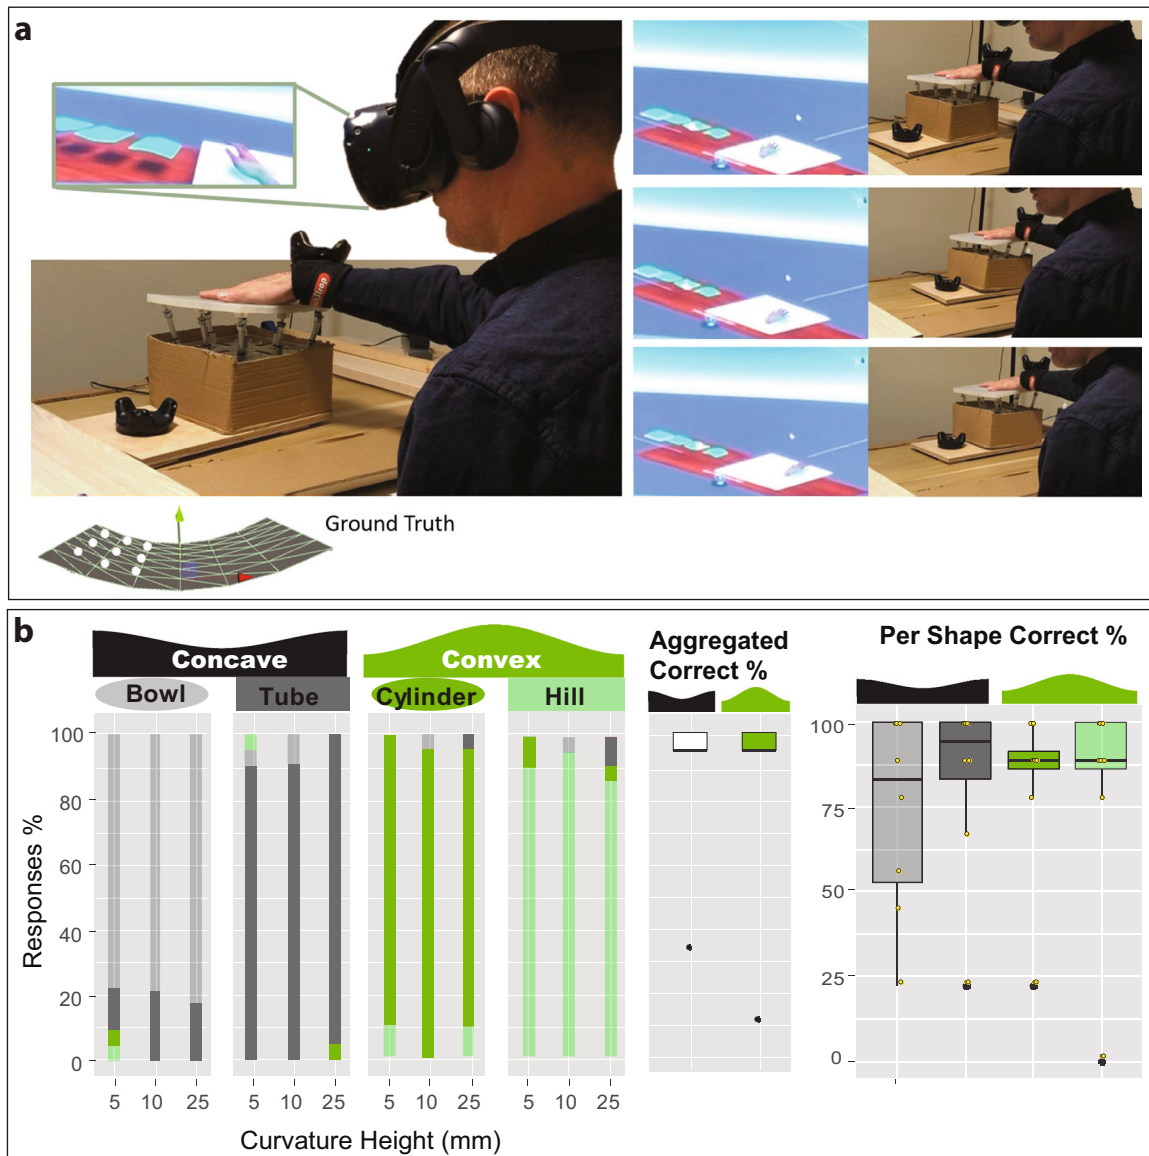 a
Ground Truth
b
Concave
Convex
Bowl
Tube
Cylinder
Hill
Aggregated
Correct %
Per Shape Correct %
Responses %
100
80
60
40
20
0
5
10
25
5
10
25
5
10
25
5
10
25
Curvature Height (mm)
100
75
50
25
0